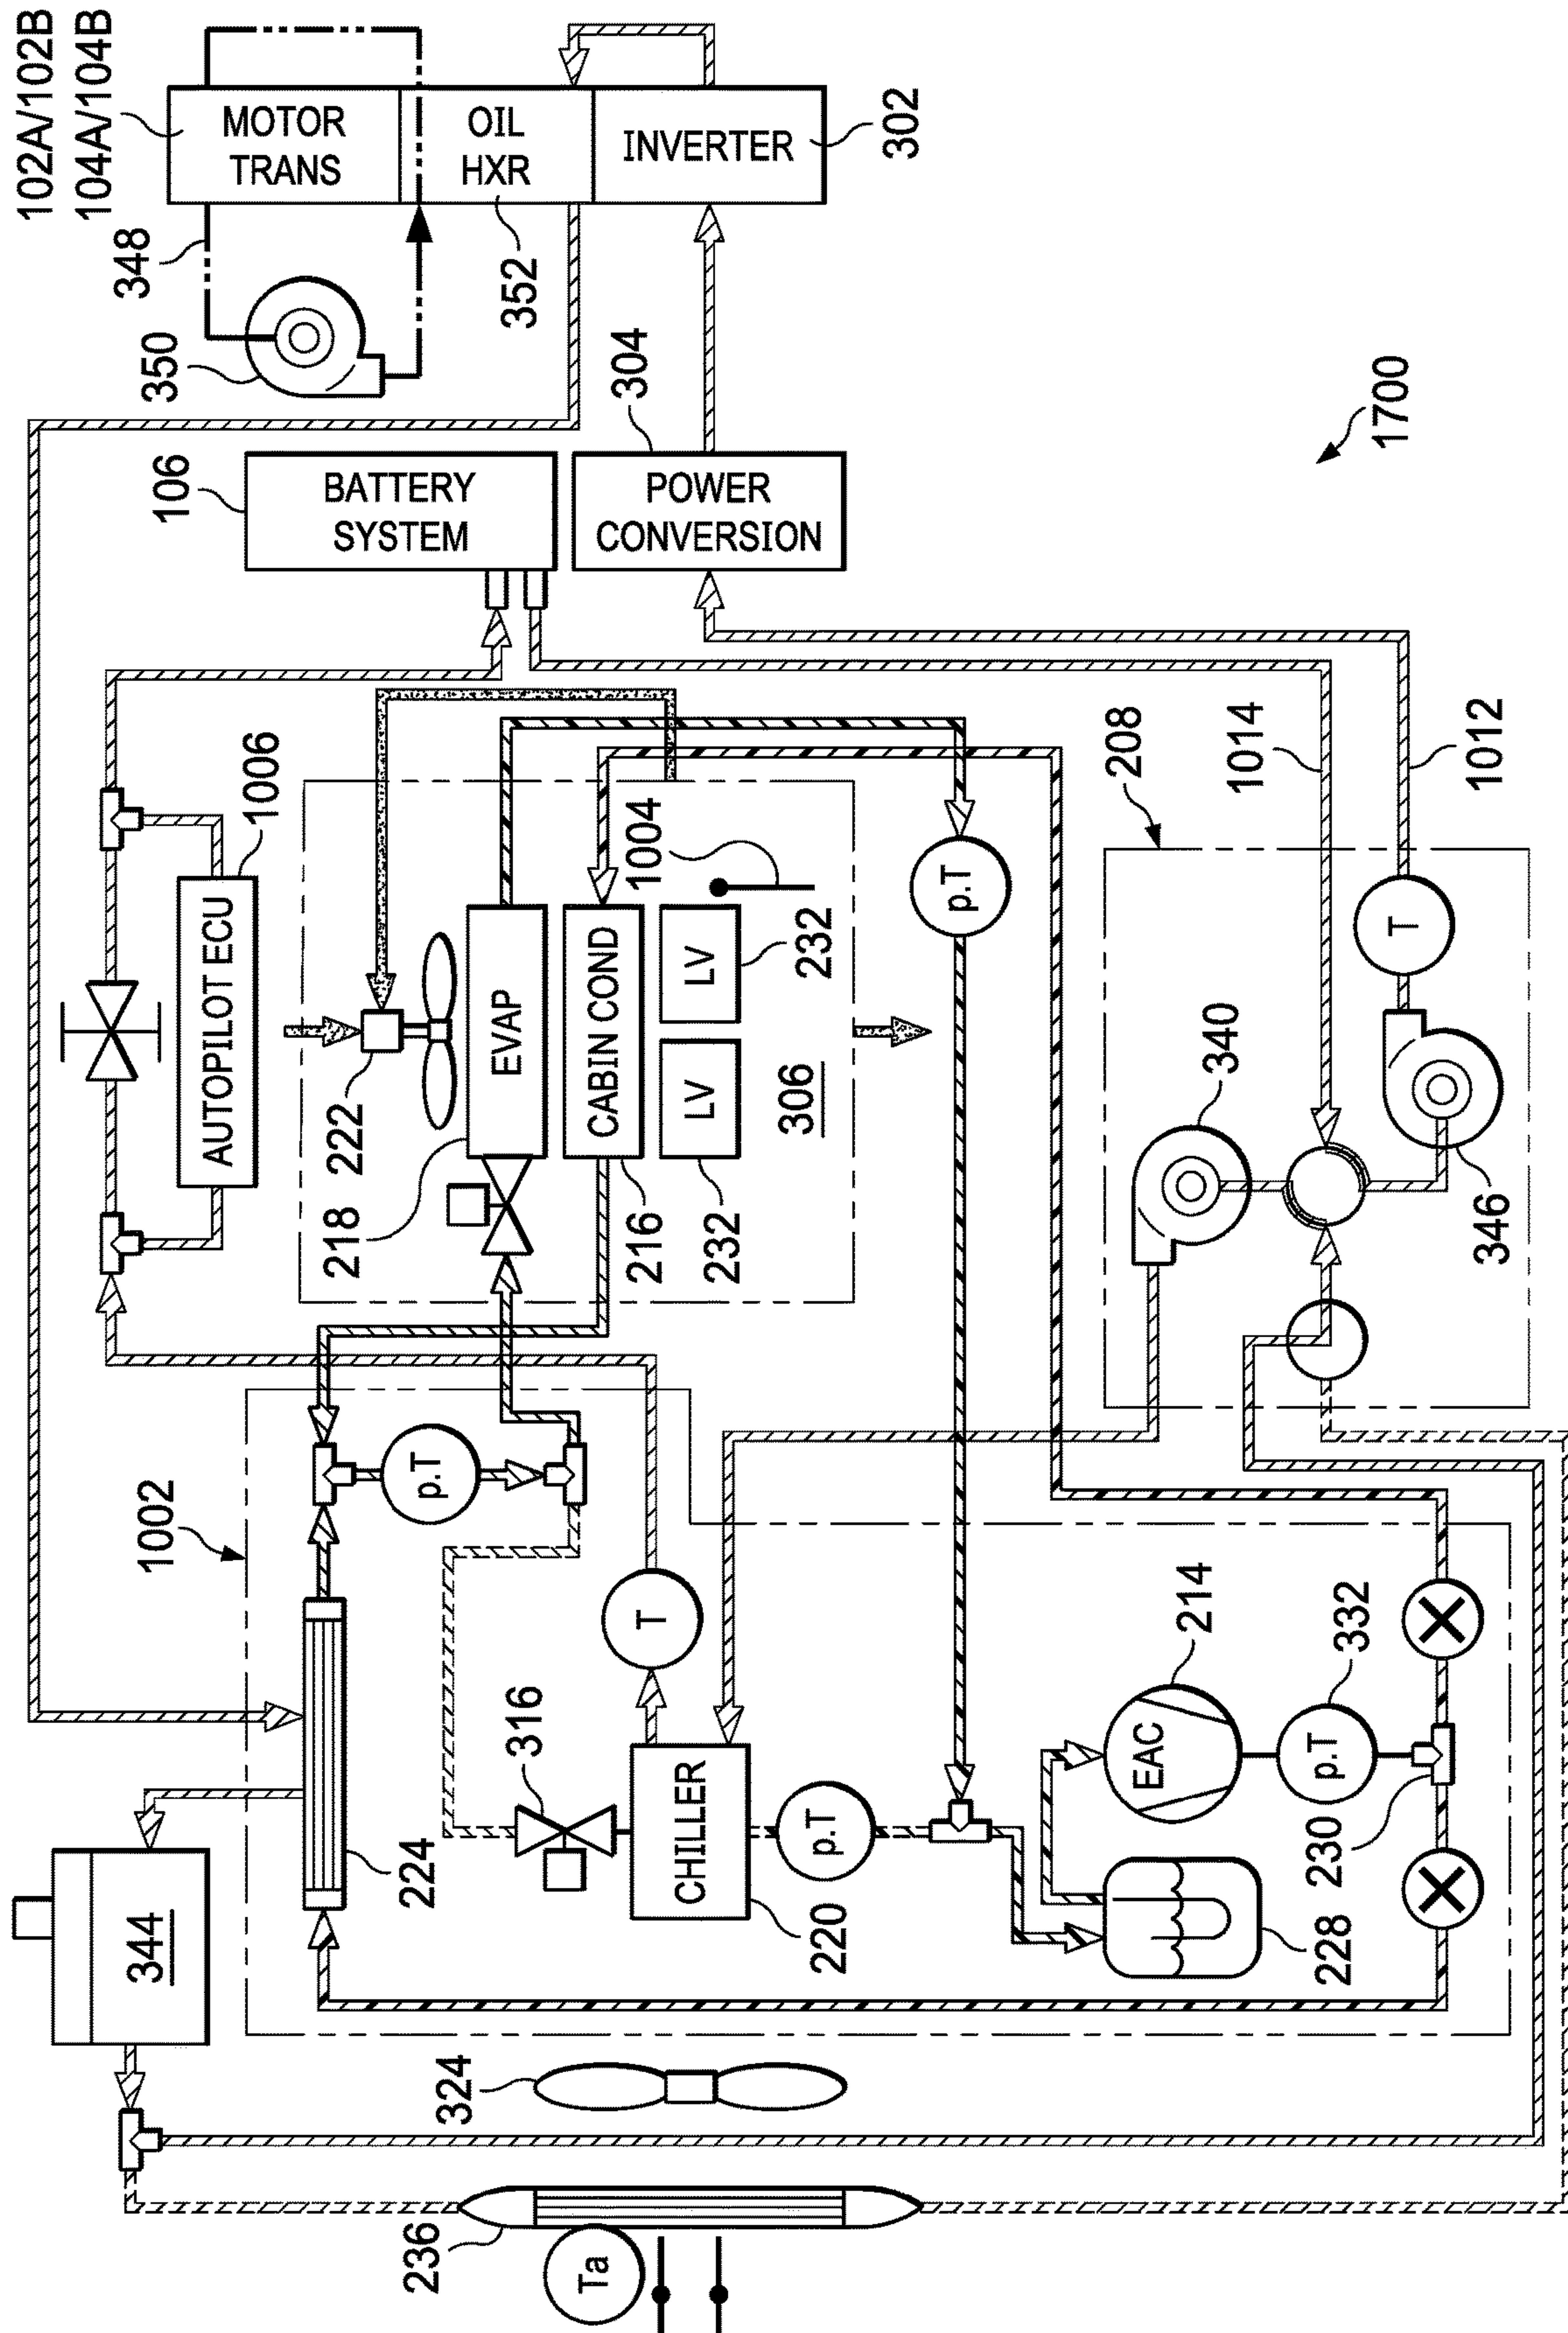 102A/102B
104A/104B
MOTOR
TRANS
OIL
HXR
INVERTER
302
348
350
352
304
106
BATTERY
SYSTEM
POWER
CONVERSION
1700
1006
AUTOPILOT ECU
222
218
EVAP
CABIN COND
216
LV
232
LV
232
306
1004
p.T
208
1014
1012
T
340
346
1002
p.T
T
316
CHILLER
220
p.T
224
344
EAC
214
p.T
332
230
228
324
236
Ta